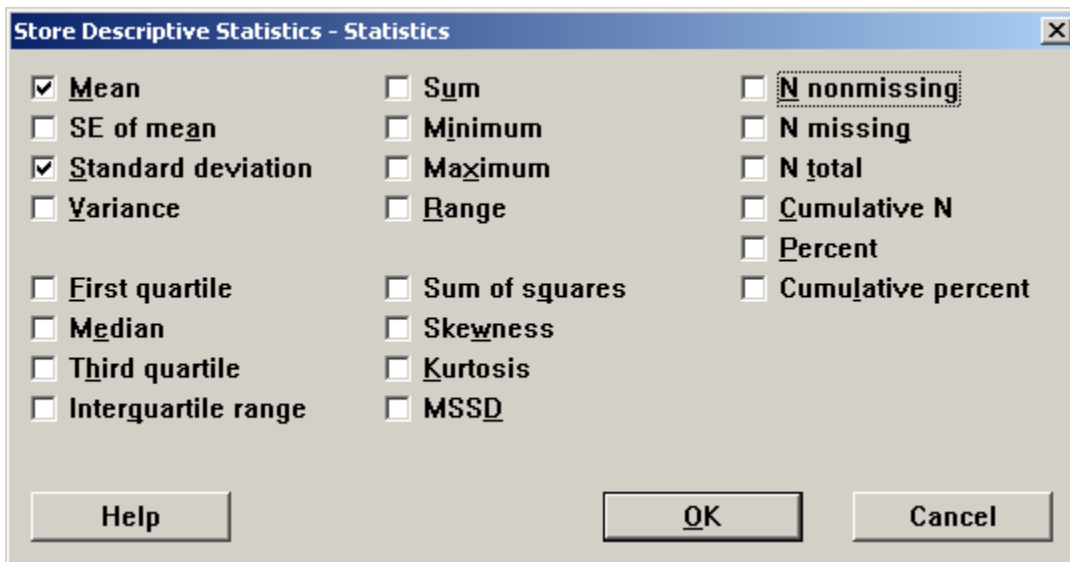 Store Descriptive Statistics - Statistics
Mean
SE of mean
Standard deviation
Variance
First quartile
Median
Third quartile
Interquartile range
Sum
Minimum
Maximum
Range
Sum of squares
Skewness
Kurtosis
MSSD
N nonmissing
N missing
N total
Cumulative N
Percent
Cumulative percent
Help
OK
Cancel